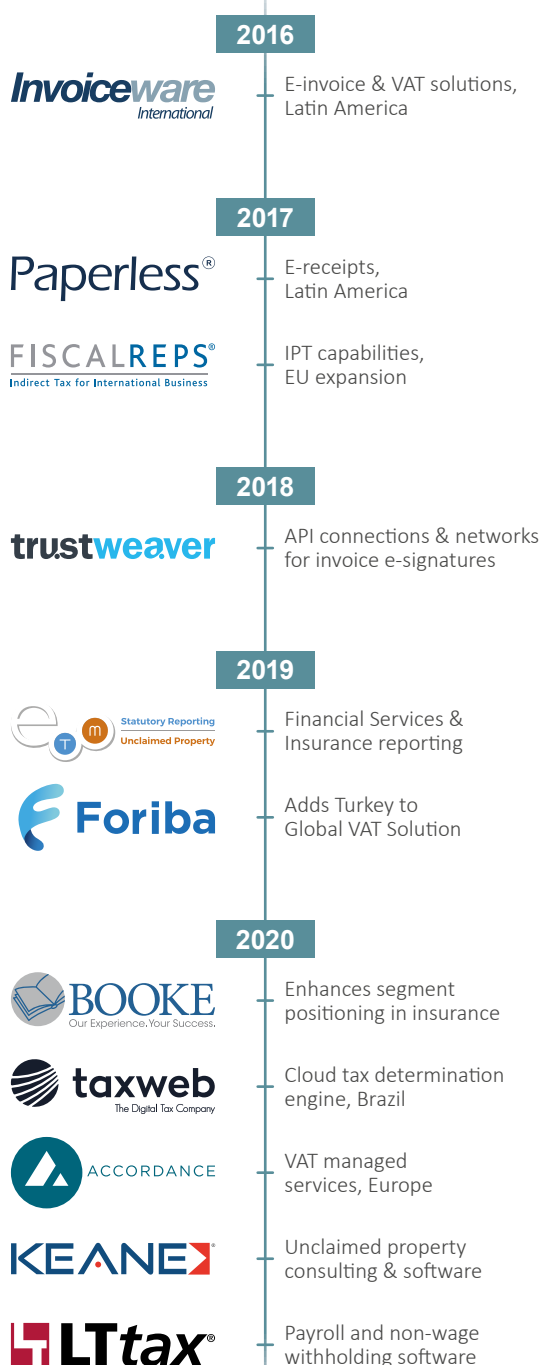 2016
Invoiceware
International
E-invoice & VAT solutions,
Latin America
2017
Paperless®
E-receipts,
Latin America
FISCALREPS®
Indirect Tax for International Business
IPT capabilities,
EU expansion
2018
trustweaver
API connections & networks
for invoice e-signatures
2019
eTm
Statutory Reporting
Unclaimed Property
Financial Services &
Insurance reporting
Foriba
Adds Turkey to
Global VAT Solution
2020
BOOKE
Our Experience. Your Success.
Enhances segment
positioning in insurance
taxweb
The Digital Tax Company
Cloud tax determination
engine, Brazil
ACCORDANCE
VAT managed
services, Europe
KEANE®
Unclaimed property
consulting & software
LTtax®
Payroll and non-wage
withholding software